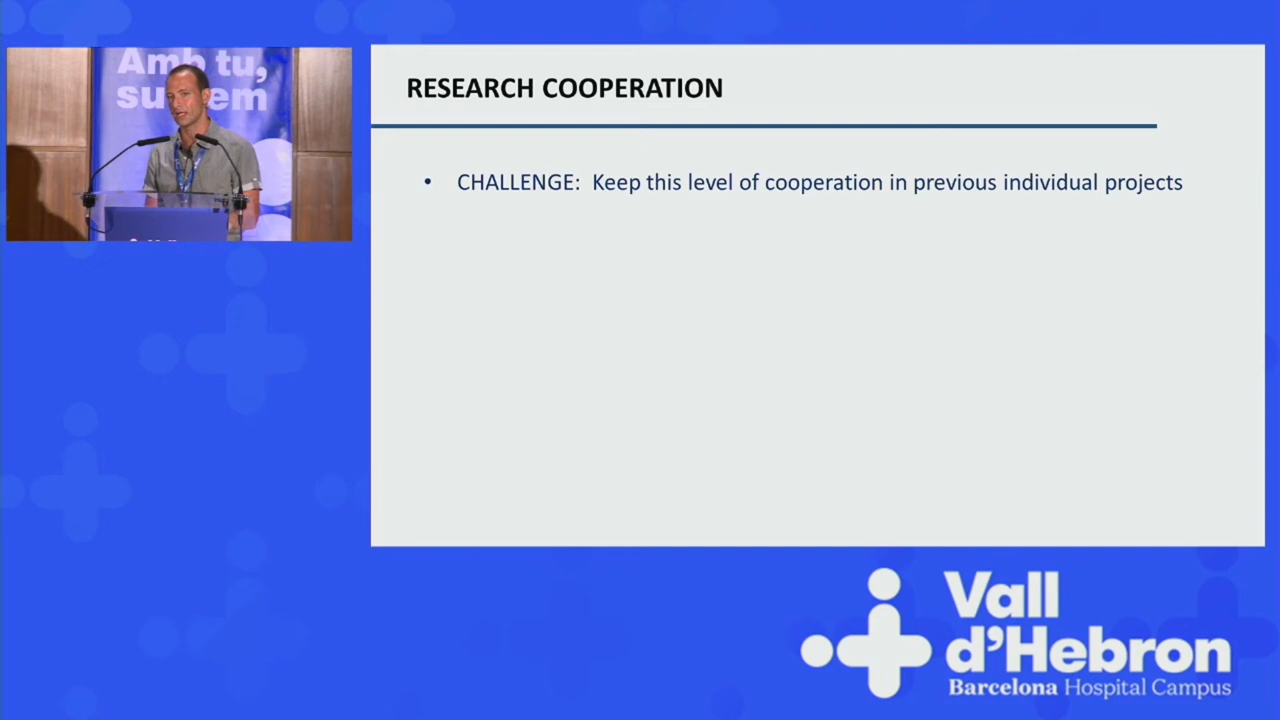 Amb tu,
RESEARCH COOPERATION
• CHALLENGE: Keep this level of cooperation in previous individual projects
Vall
d'Hebron
Barcelona Hospital Campus